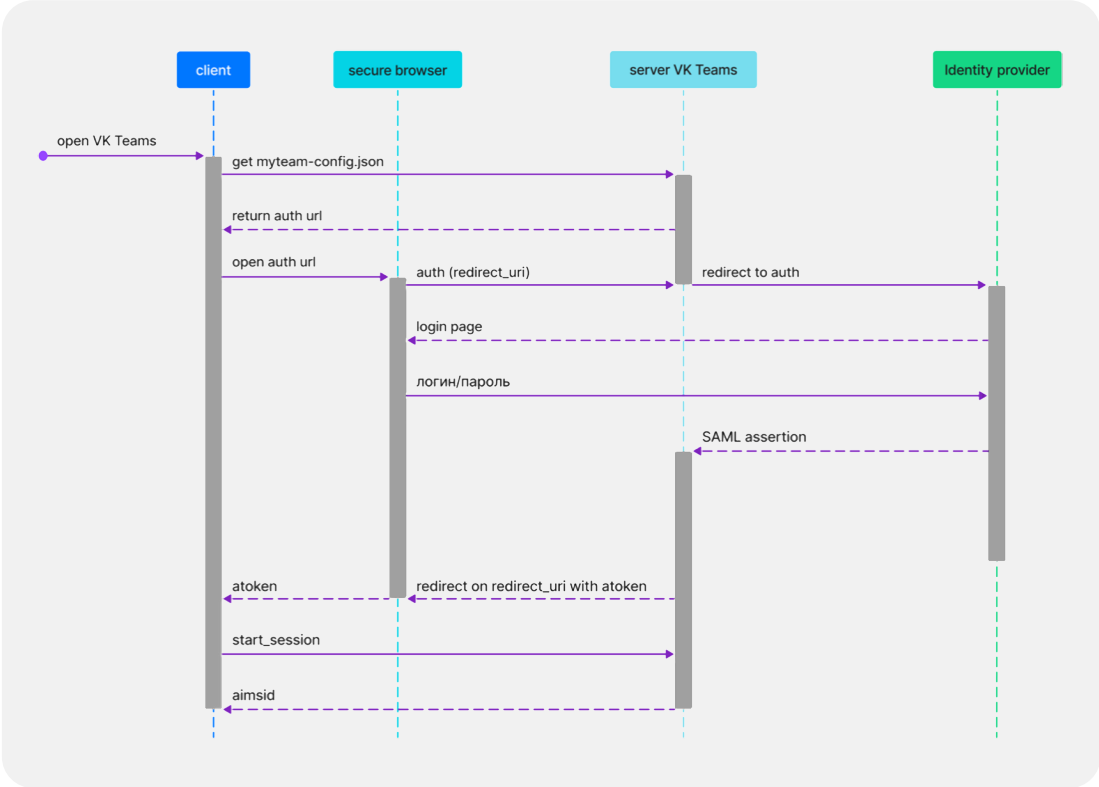 client
secure browser
server VK Teams
Identity provider
open VK Teams
get myteam-config.json
return auth url
open auth url
auth (redirect_uri)
redirect to auth
login page
логин/пароль
SAML assertion
atoken
redirect on redirect_uri with atoken
start_session
aimsid